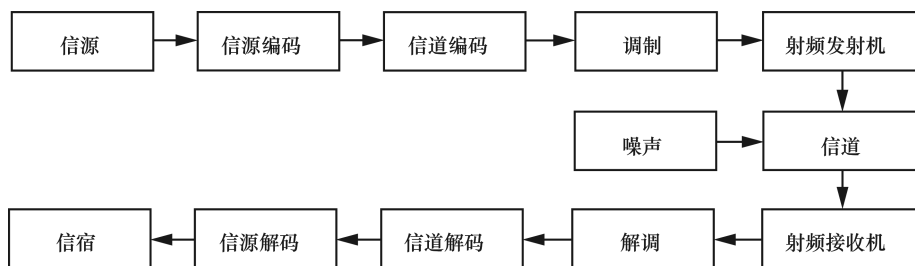 信源
信源编码
信道编码
调制
射频发射机
噪声
信道
信宿
信源解码
信道解码
解调
射频接收机